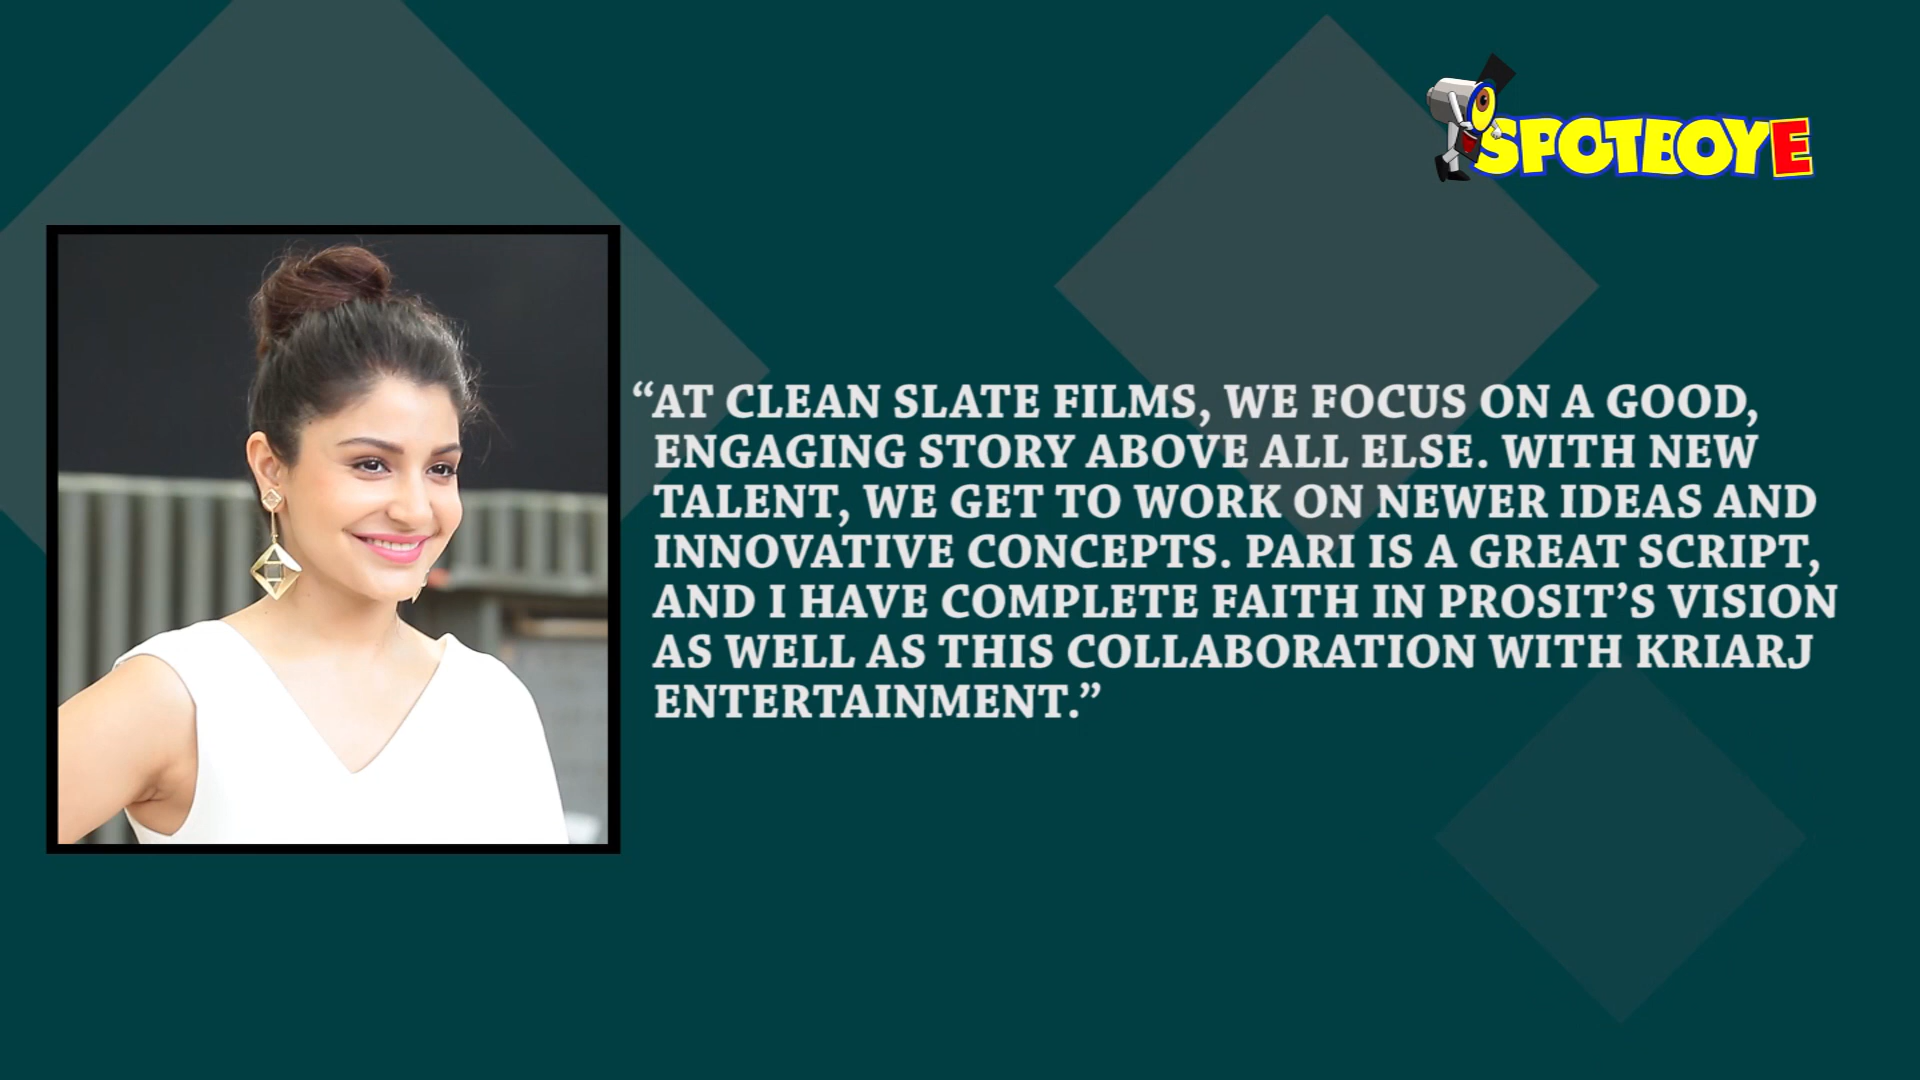 SPOTBOYE
“AT CLEAN SLATE FILMS, WE FOCUS ON A GOOD,
ENGAGING STORY ABOVE ALL ELSE. WITH NEW
TALENT, WE GET TO WORK ON NEWER IDEAS AND
INNOVATIVE CONCEPTS. PARI IS A GREAT SCRIPT,
AND I HAVE COMPLETE FAITH IN PROSIT’S VISION
AS WELL AS THIS COLLABORATION WITH KRIARJ
ENTERTAINMENT.”